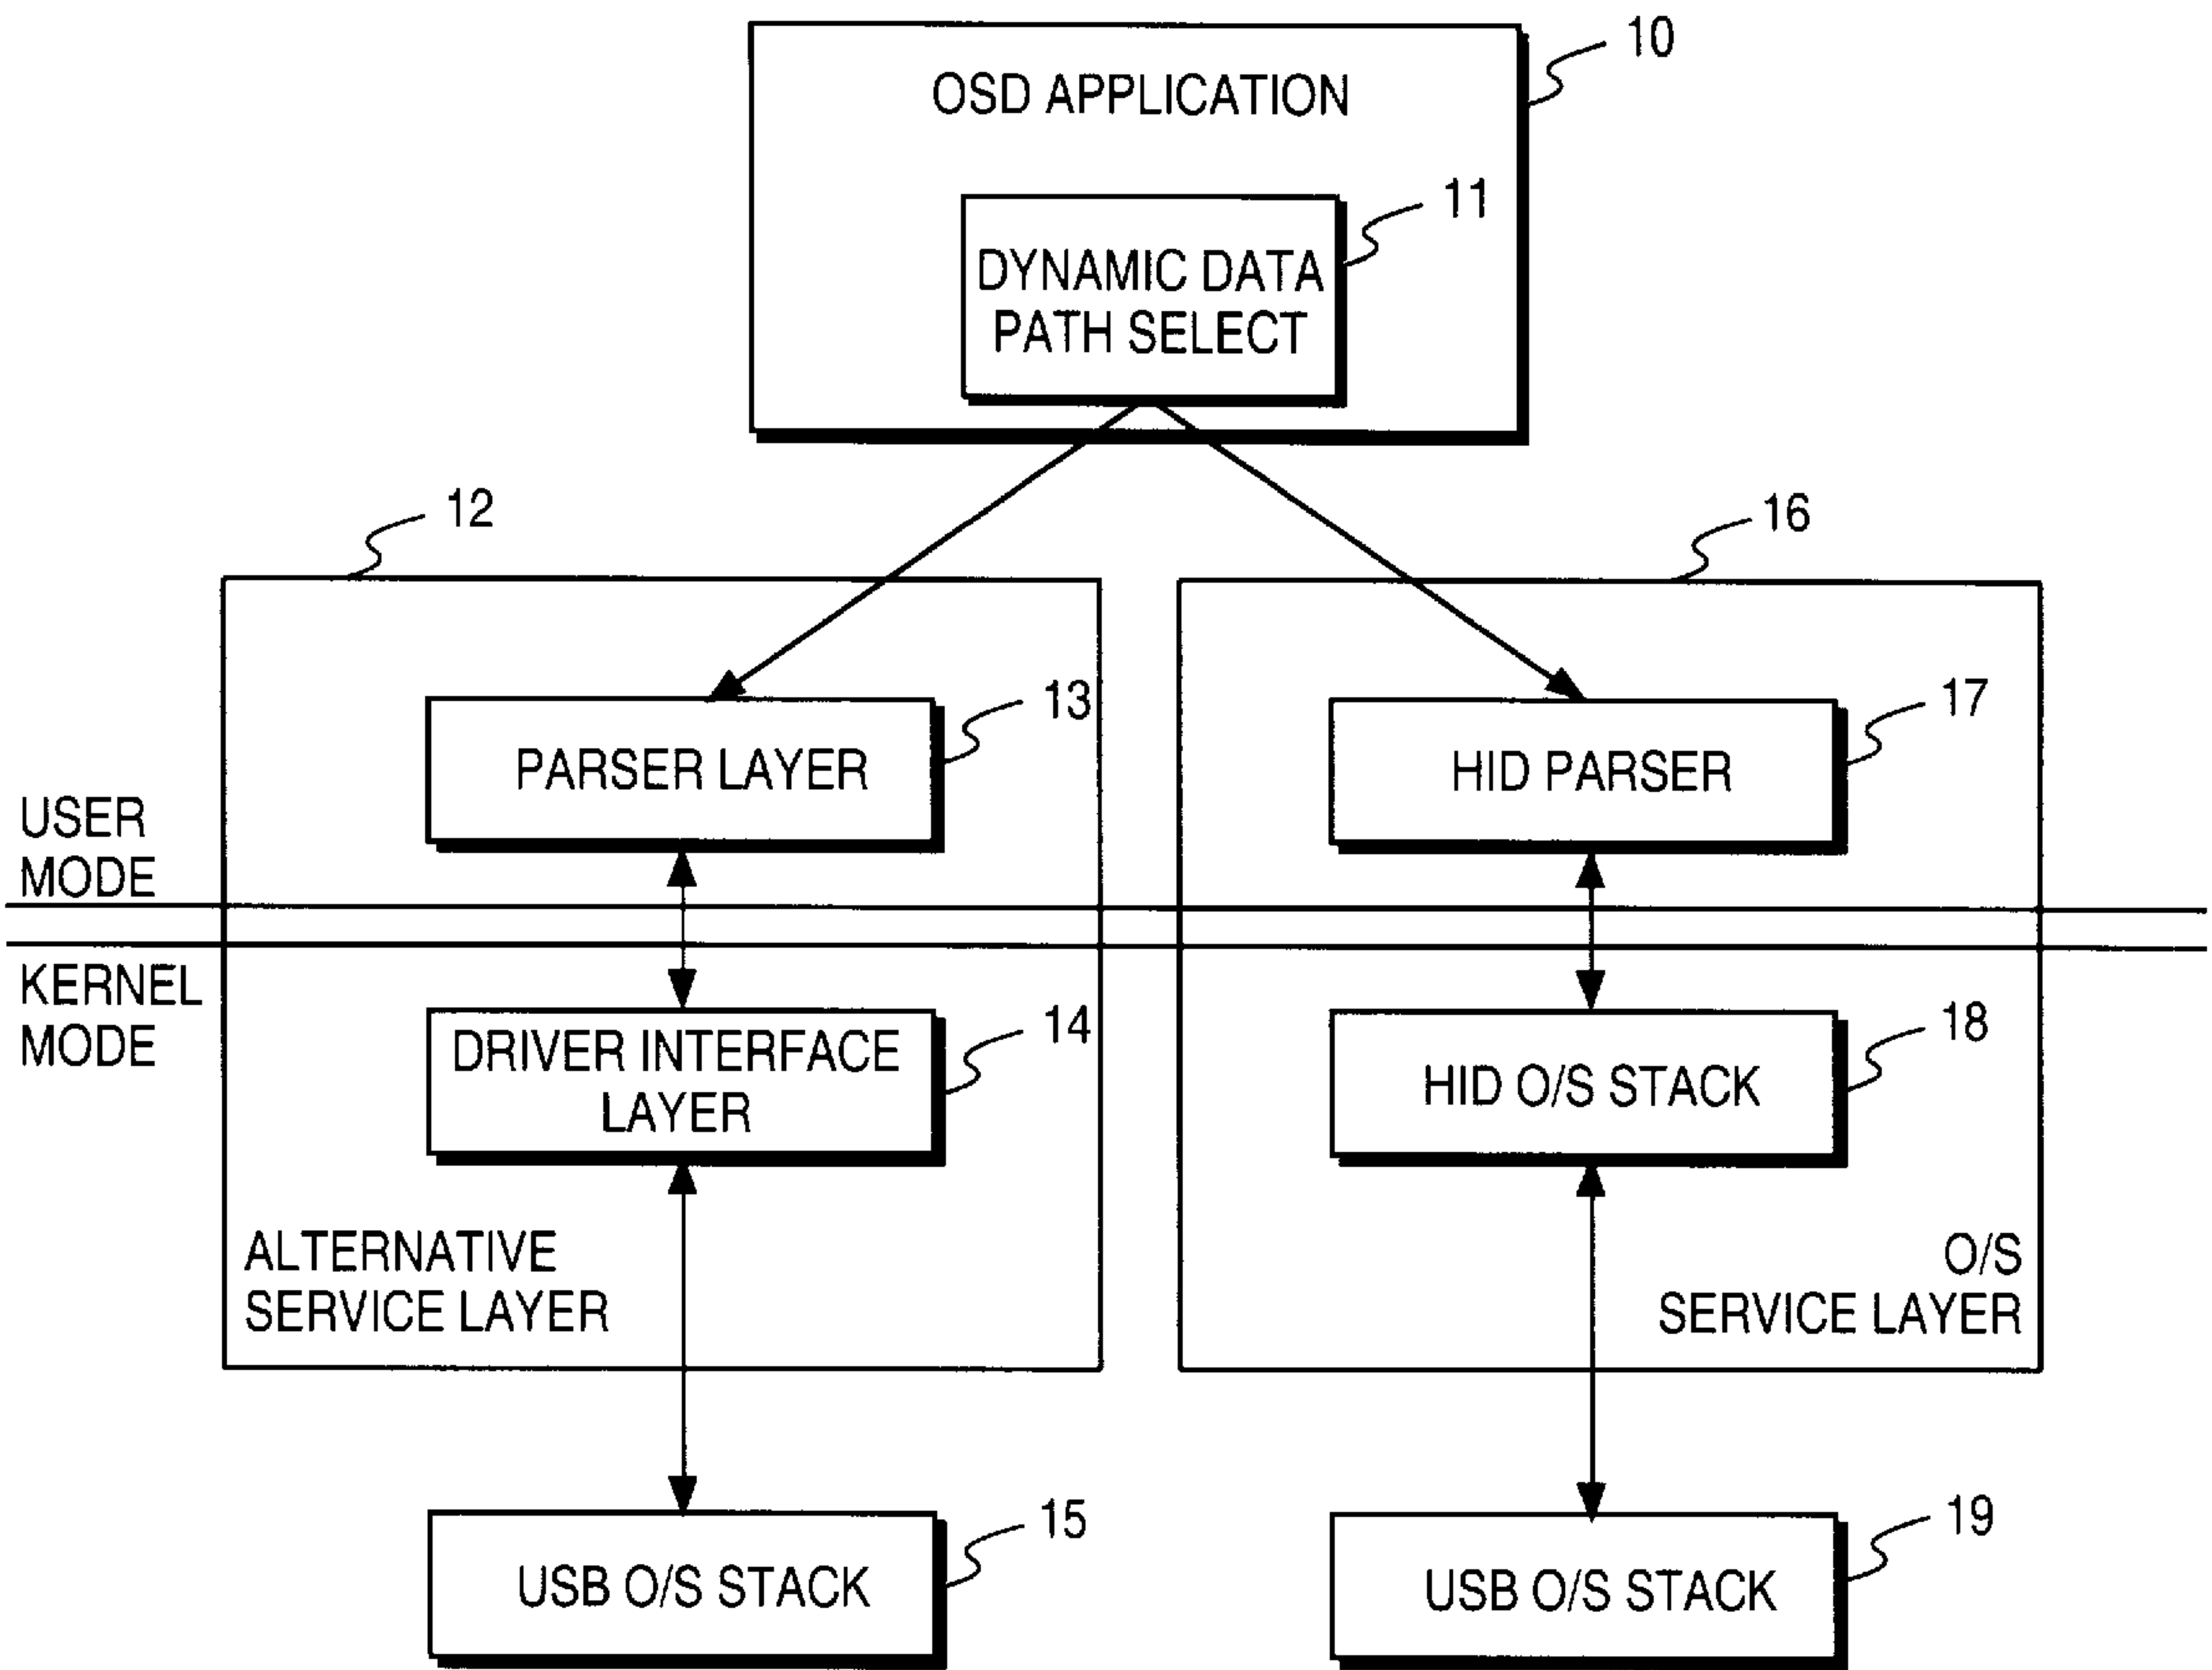 10
OSD APPLICATION
11
DYNAMIC DATA
PATH SELECT
12
16
13
17
PARSER LAYER
HID PARSER
USER
MODE
KERNEL
MODE
14
18
DRIVER INTERFACE
LAYER
HID O/S STACK
ALTERNATIVE
SERVICE LAYER
O/S
SERVICE LAYER
15
19
USB O/S STACK
USB O/S STACK